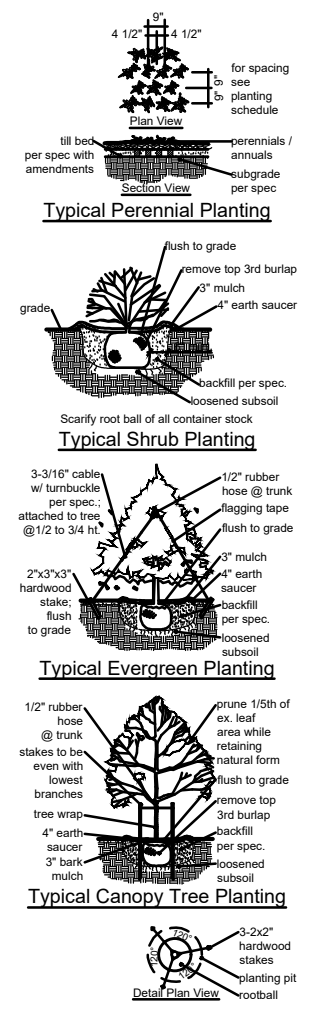 9"
4 1/2" 4 1/2"
for spacing
see
planting
schedule
9"
9"
Plan View
till bed
per spec with
amendments
perennials /
annuals
subgrade
per spec
Section View
Typical Perennial Planting
flush to grade
remove top 3rd burlap
3" mulch
4" earth saucer
grade
backfill per spec.
loosened subsoil
Scarify root ball of all container stock
Typical Shrub Planting
3-3/16" cable
w/ turnbuckle
per spec.;
attached to tree
@1/2 to 3/4 ht.
2"x3"x3"
hardwood
stake;
flush
to grade
1/2" rubber
hose @ trunk
flagging tape
flush to grade
3" mulch
4" earth
saucer
backfill
per spec.
loosened
subsoil
Typical Evergreen Planting
1/2" rubber
hose
@ trunk
stakes to be
even with
lowest
branches
tree wrap
4" earth
saucer
3" bark
mulch
prune 1/5th of
ex. leaf
area while
retaining
natural form
flush to grade
remove top
3rd burlap
backfill
per spec.
loosened
subsoil
Typical Canopy Tree Planting
120°
120°
120°
3-2x2"
hardwood
stakes
planting pit
rootball
Detail Plan View